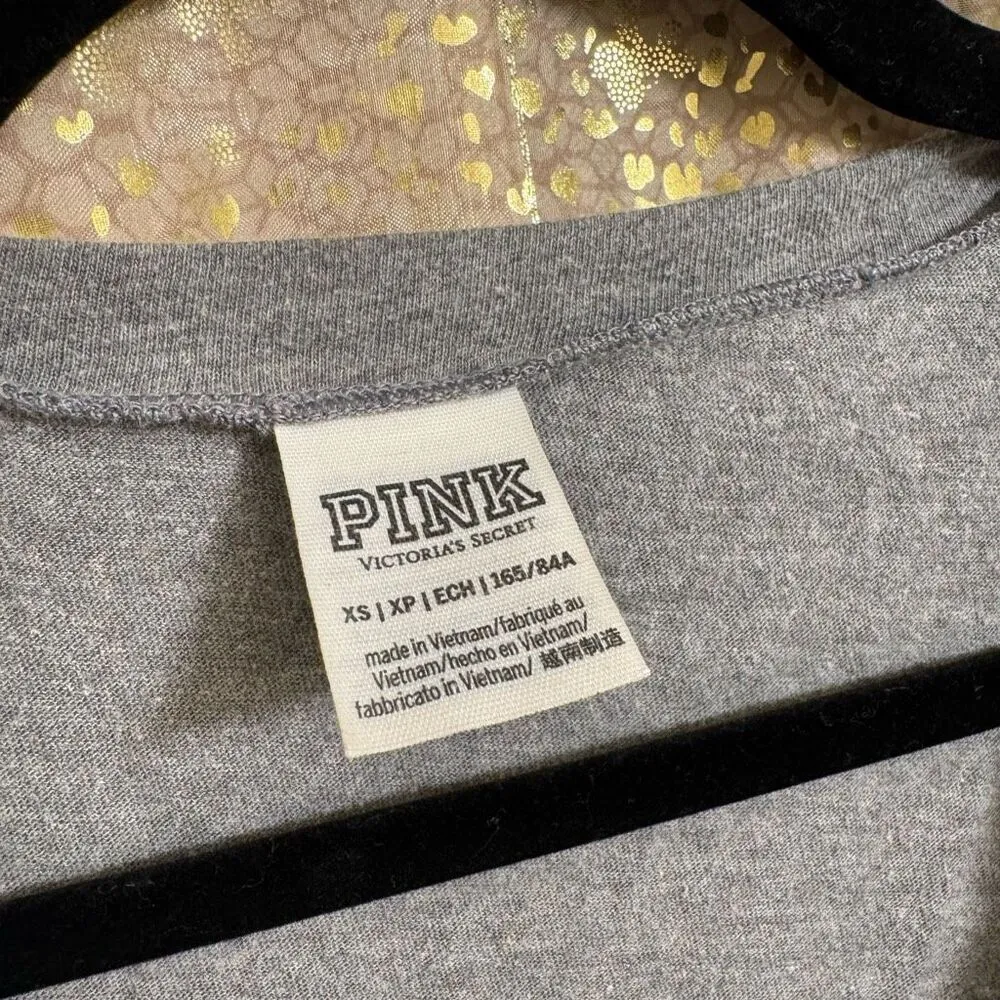 PINK
VICTORIA'S SECRET
XS | XP | ECH | 165/84A
made in Vietnam/fabriqué au
Vietnam/hecho en Vietnam/
fabbricato in Vietnam/ 越南制造